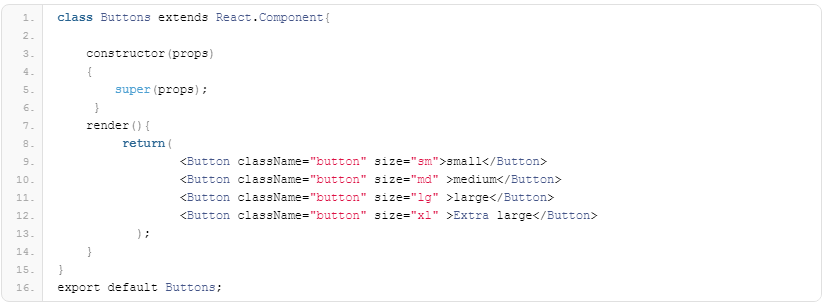 1. class Buttons extends React.Component{
2.
3. constructor(props)
4. {
5. super(props);
6. }
7. render(){
8. return(
9. <Button className="button" size="sm">small</Button>
10. <Button className="button" size="md" >medium</Button>
11. <Button className="button" size="lg" >large</Button>
12. <Button className="button" size="xl" >Extra large</Button>
13. );
14. }
15. }
16. export default Buttons;